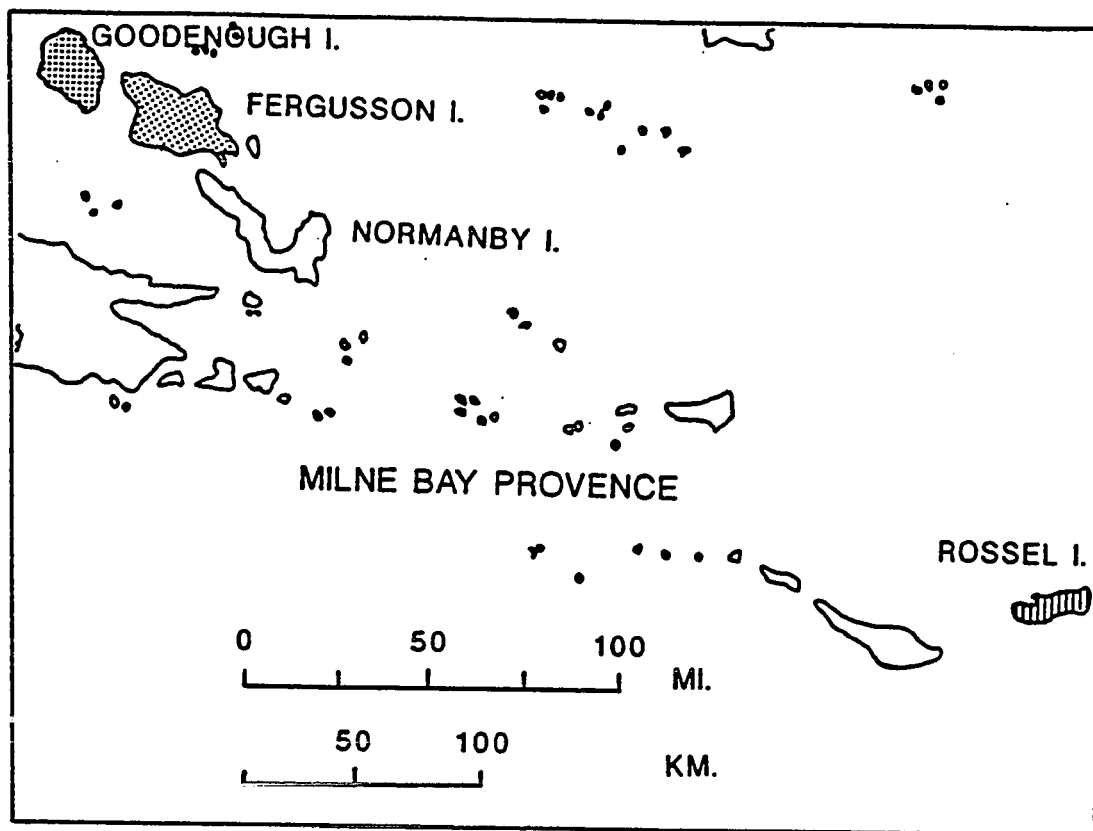 GOODENOUGH I.
FERGUSSON I.
NORMANBY I.
MILNE BAY PROVENCE
ROSSEL I.
0 50 100
MI.
50 100
KM.